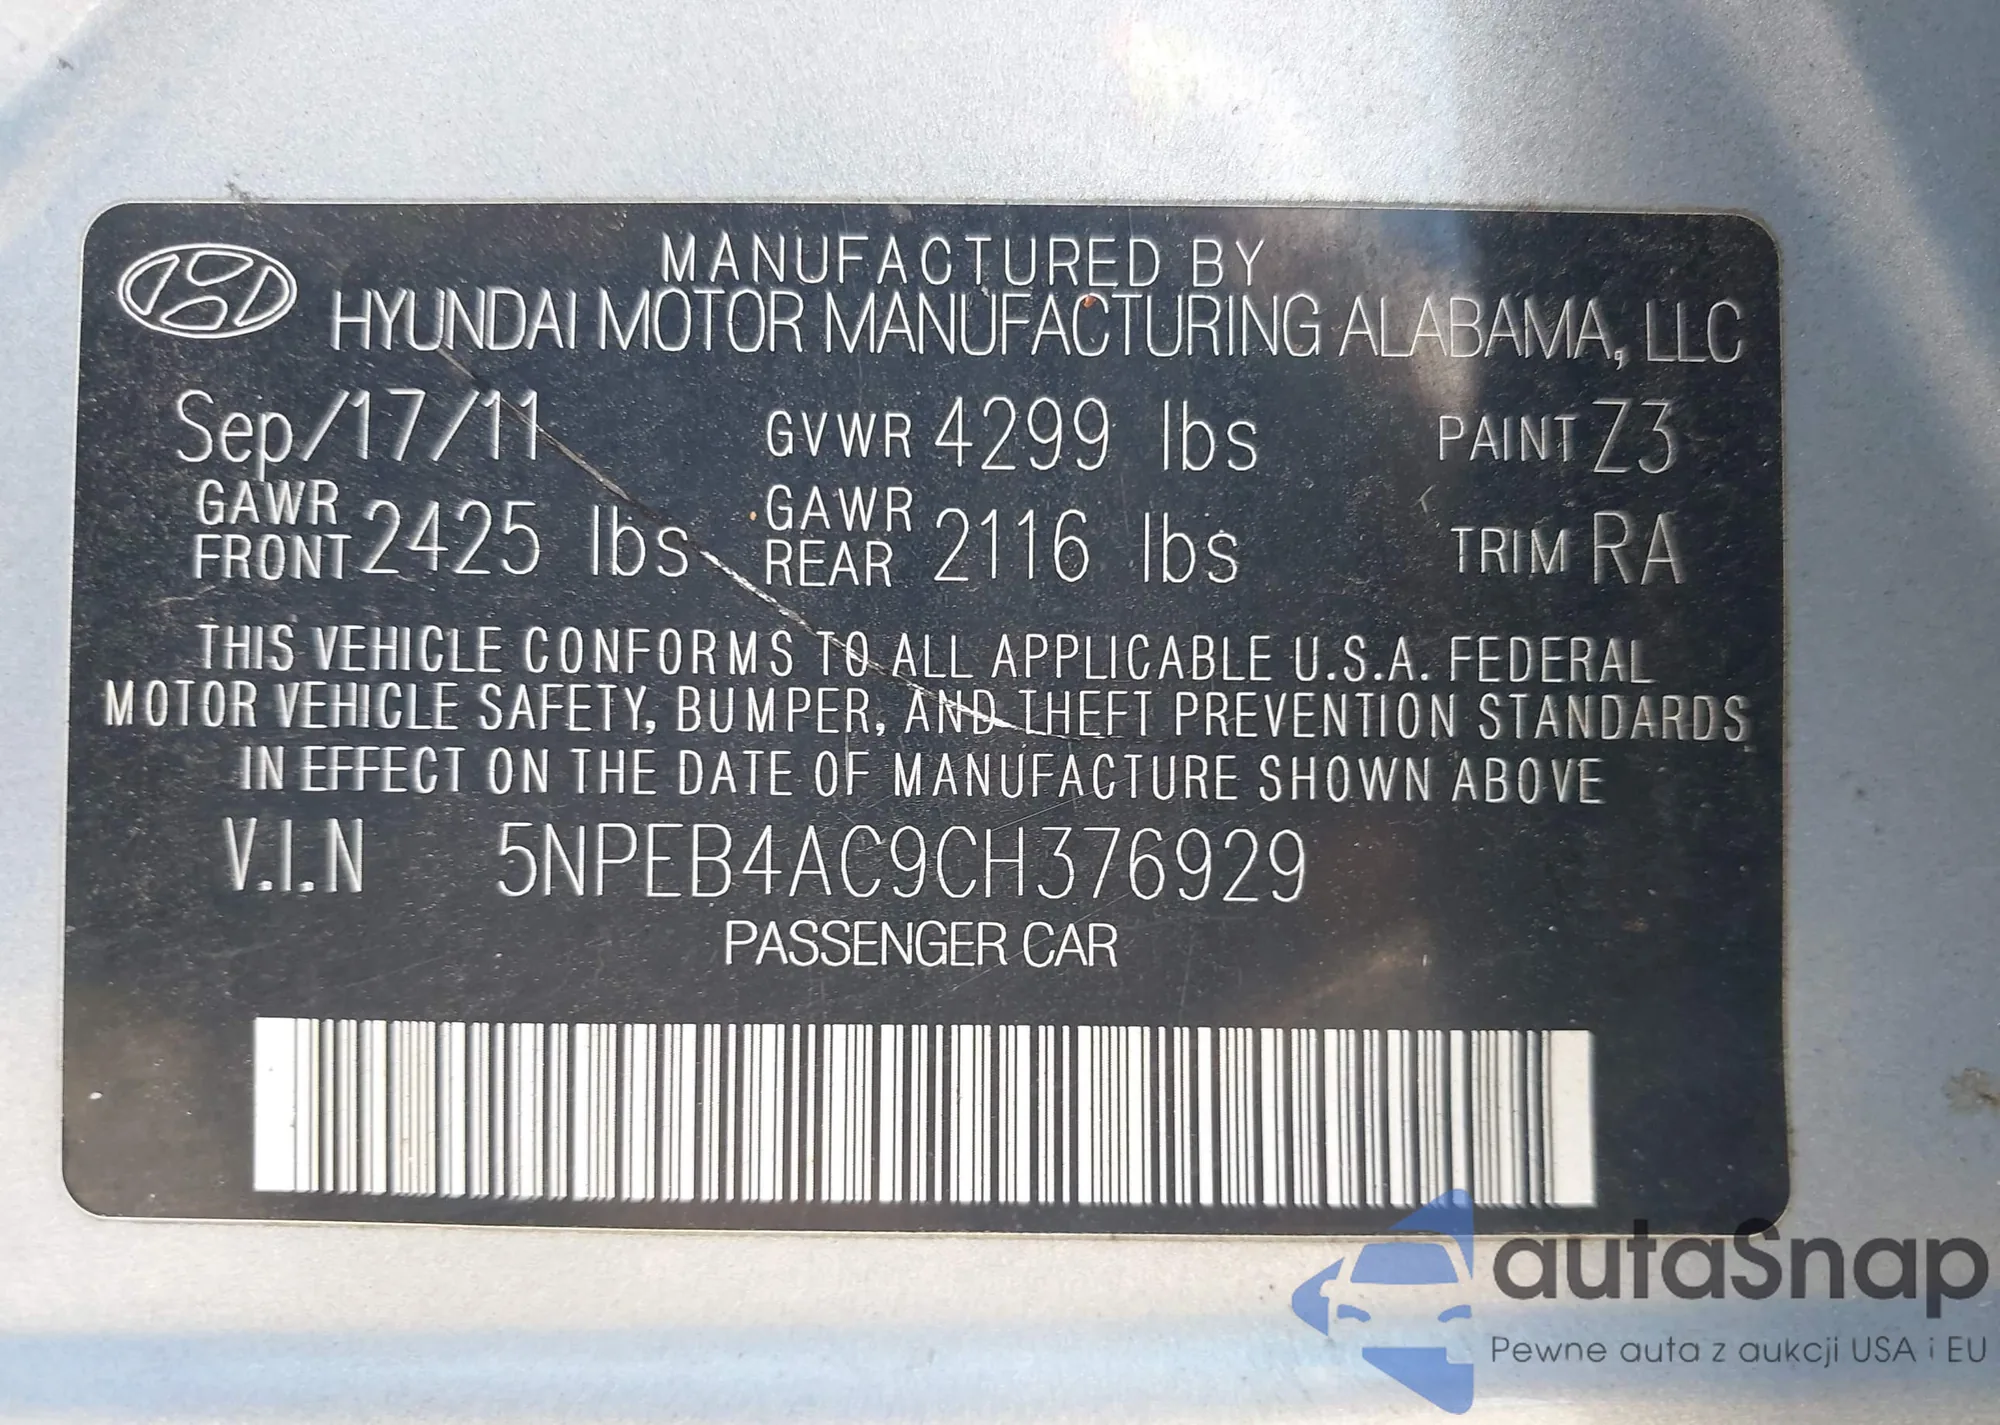 MANUFACTURED BY
HYUNDAI MOTOR MANUFACTURING ALABAMA, LLC
Sep/17/11 GVWR 4299 lbs PAINT Z3
GAWR FRONT 2425 lbs GAWR REAR 2116 lbs TRIM RA
THIS VEHICLE CONFORMS TO ALL APPLICABLE U.S.A. FEDERAL
MOTOR VEHICLE SAFETY, BUMPER, AND THEFT PREVENTION STANDARDS
IN EFFECT ON THE DATE OF MANUFACTURE SHOWN ABOVE
V.I.N 5NPEB4AC9CH376929
PASSENGER CAR
autaSnap
Pewne auta z aukcji USA i EU